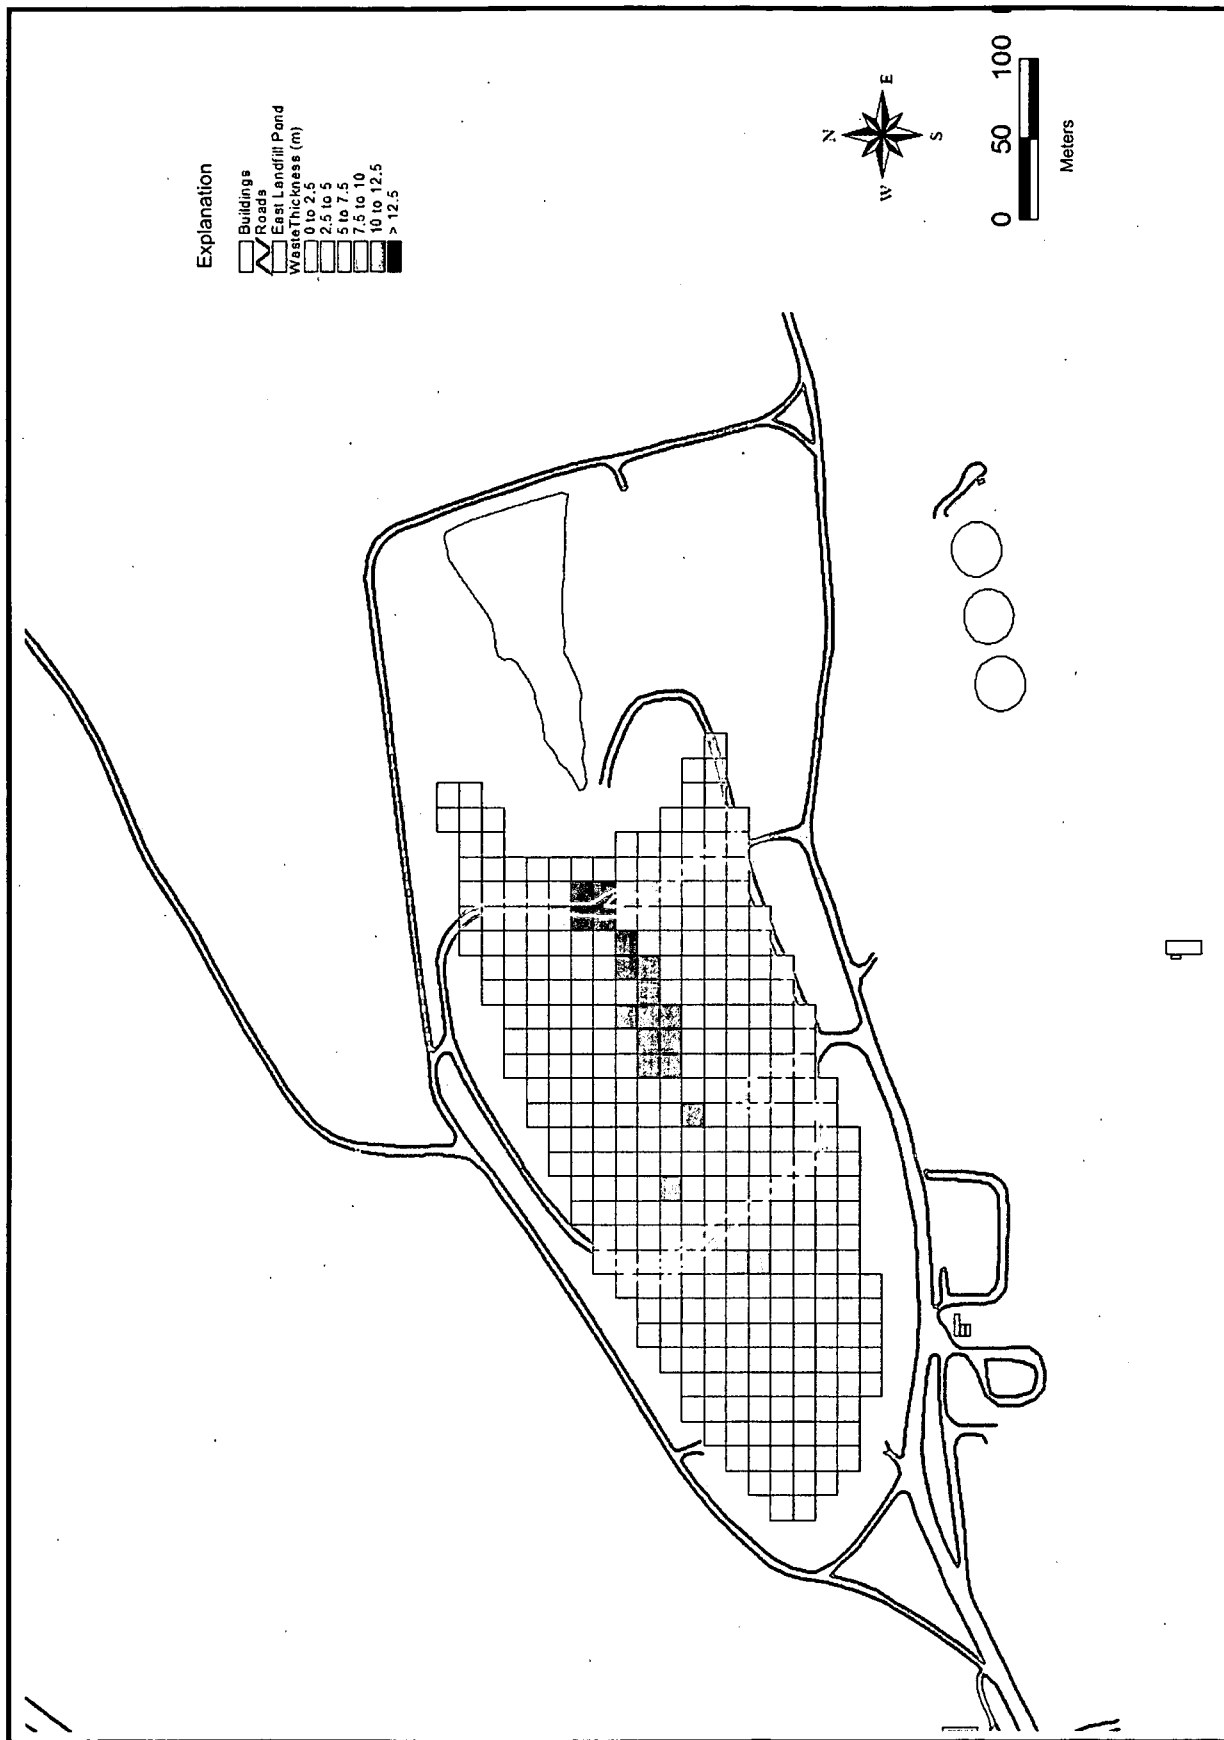 Explanation
Buildings
Roads
East Landfill Pond
WasteThickness (m)
0 to 2.5
2.5 to 5
5 to 7.5
7.5 to 10
10 to 12.5
> 12.5
N
W E
S
0 50 100
Meters